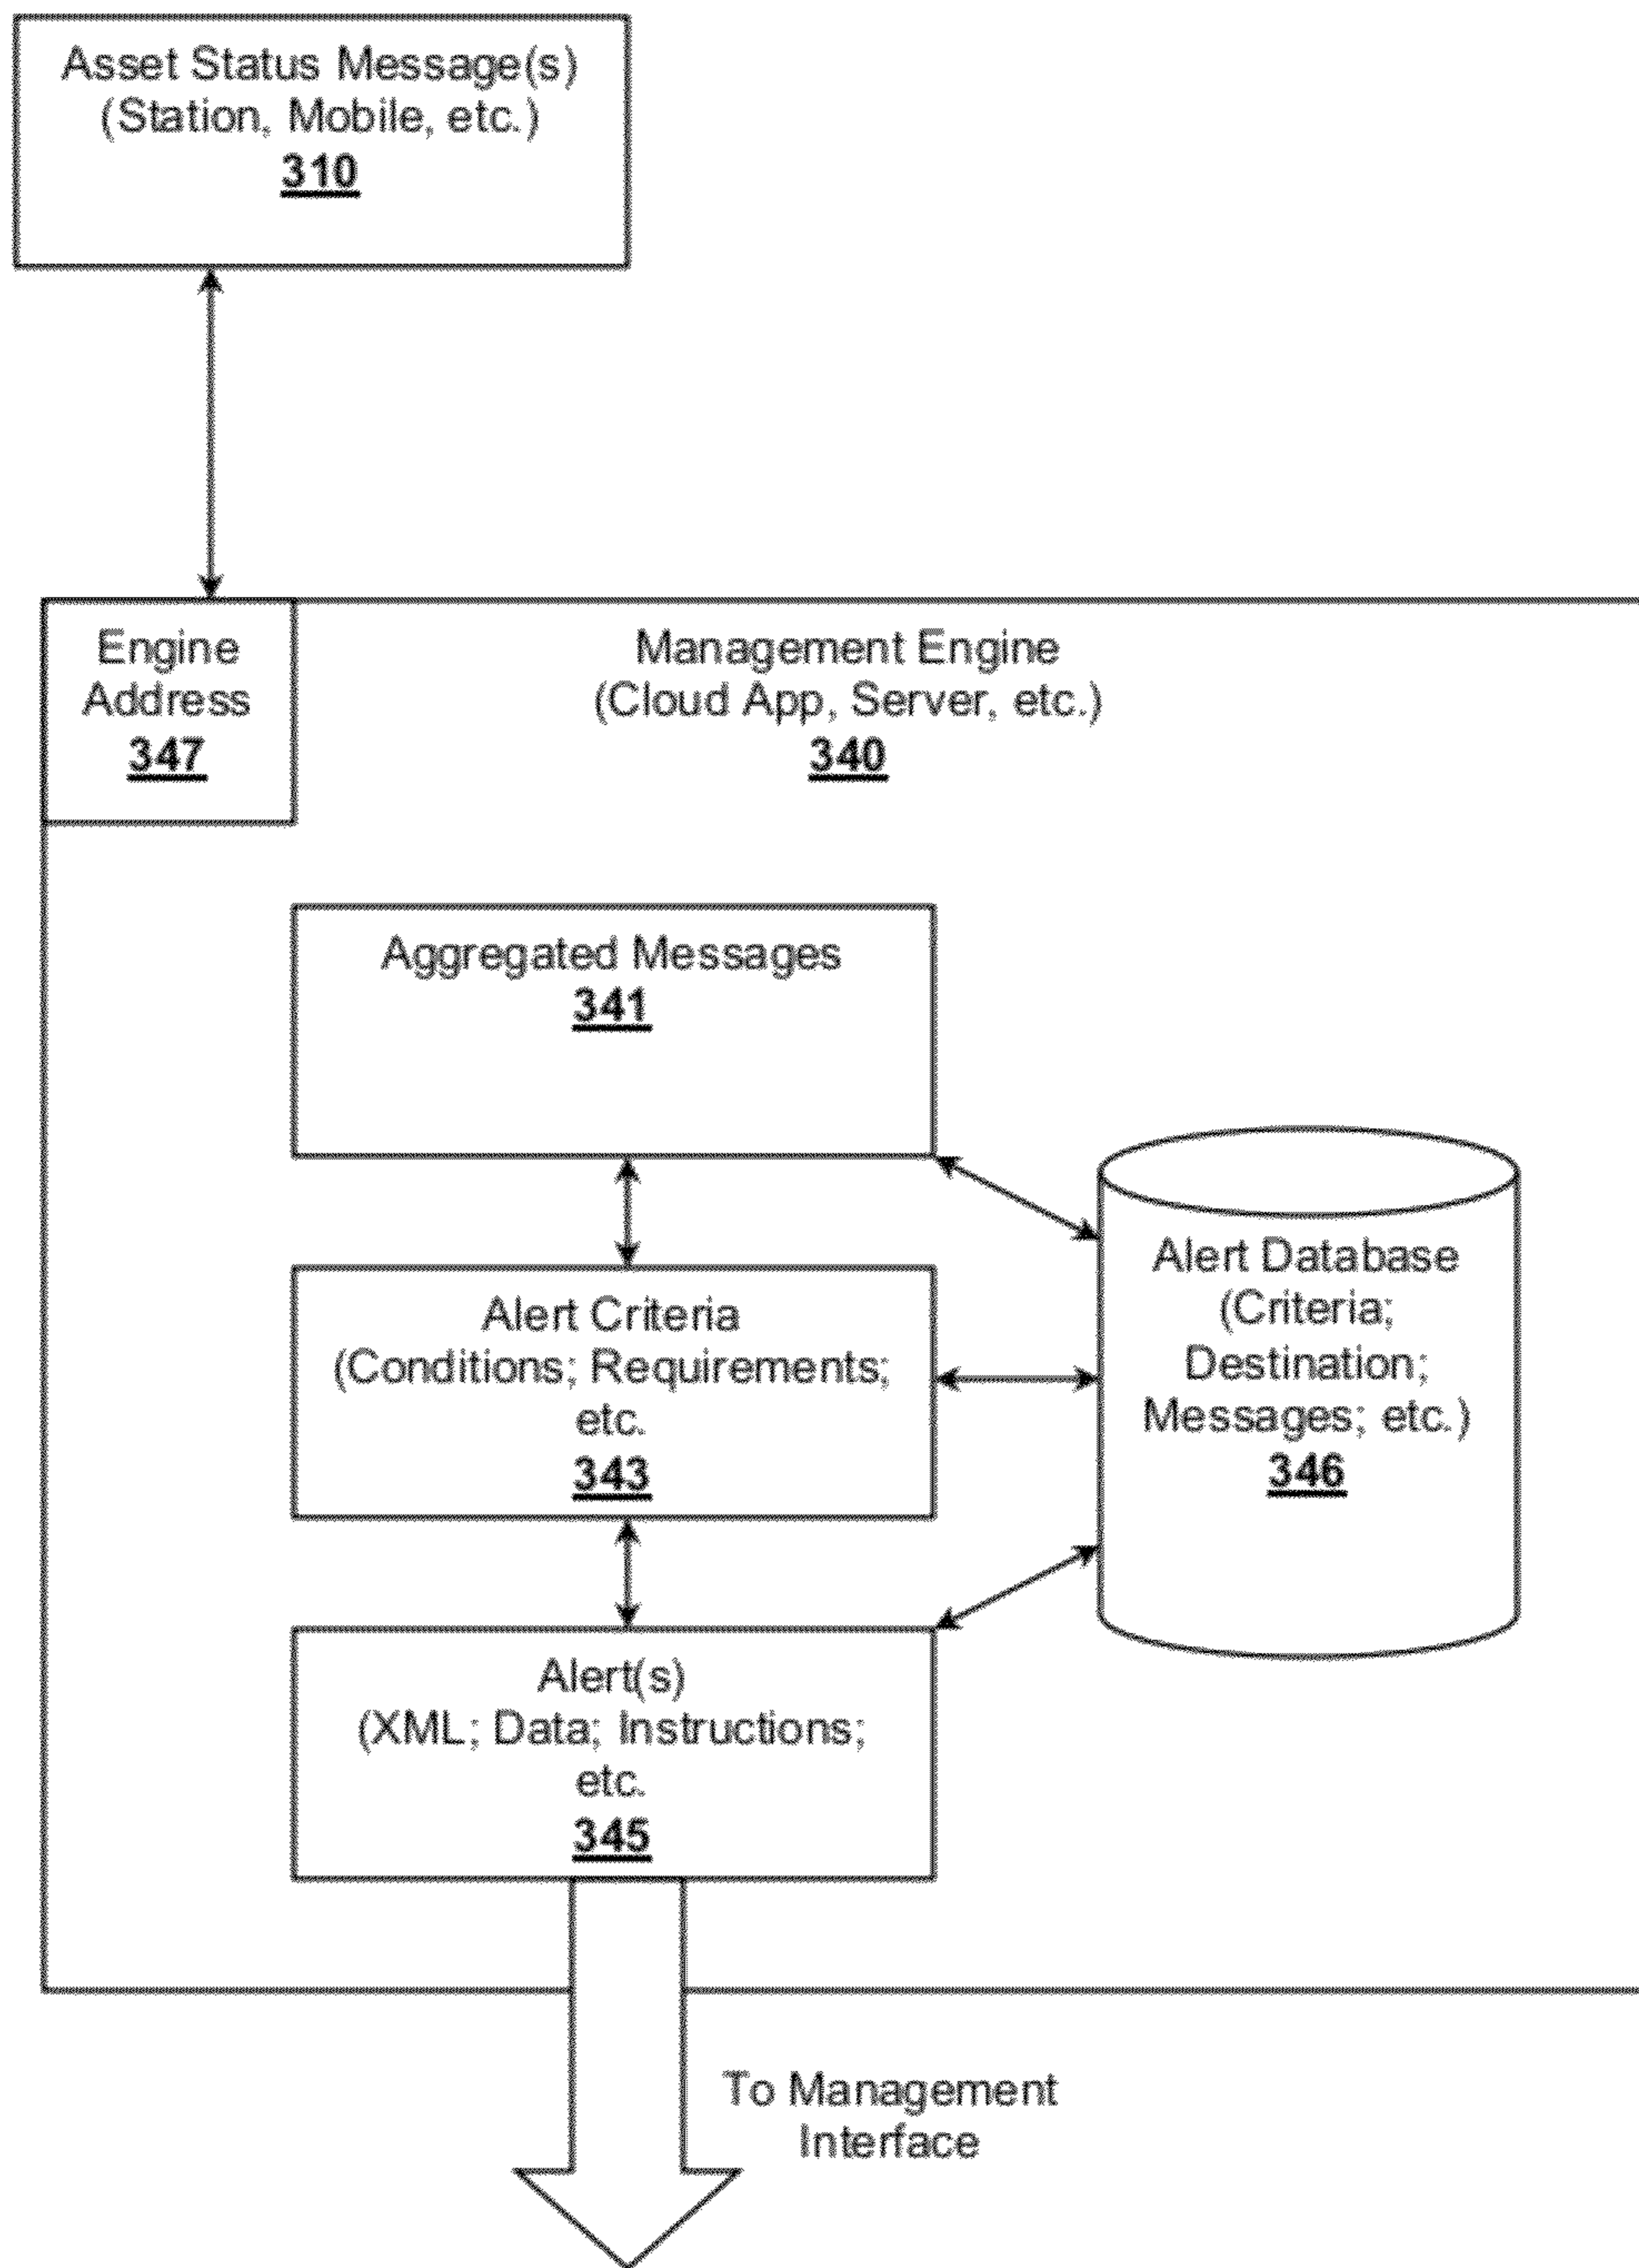 Asset Status Message(s)
(Station, Mobile, etc.)
310
Engine
Address
347
Management Engine
(Cloud App, Server, etc.)
340
Aggregated Messages
341
Alert Criteria
(Conditions; Requirements;
etc.
343
Alert Database
(Criteria;
Destination;
Messages; etc.)
346
Alert(s)
(XML; Data; Instructions;
etc.
345
To Management
Interface